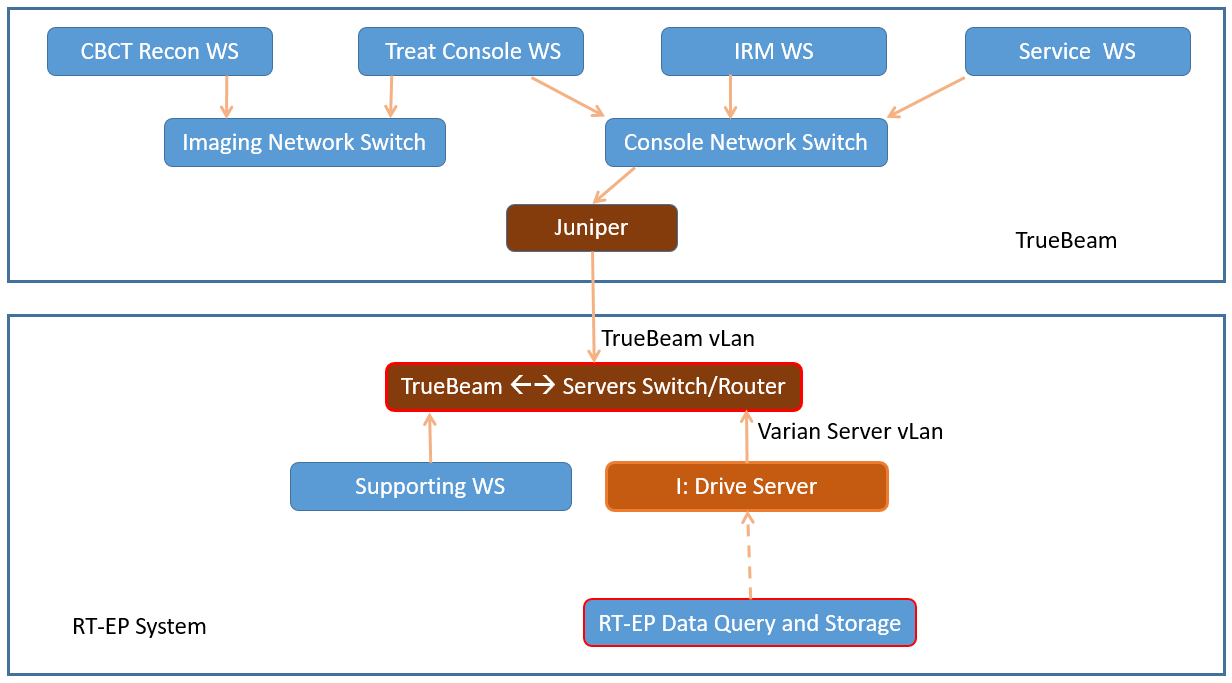 CBCT Recon WS
Treat Console WS
IRM WS
Service WS
Imaging Network Switch
Console Network Switch
Juniper
TrueBeam
TrueBeam vLan
TrueBeam ←→ Servers Switch/Router
Varian Server vLan
Supporting WS
I: Drive Server
RT-EP Data Query and Storage
RT-EP System